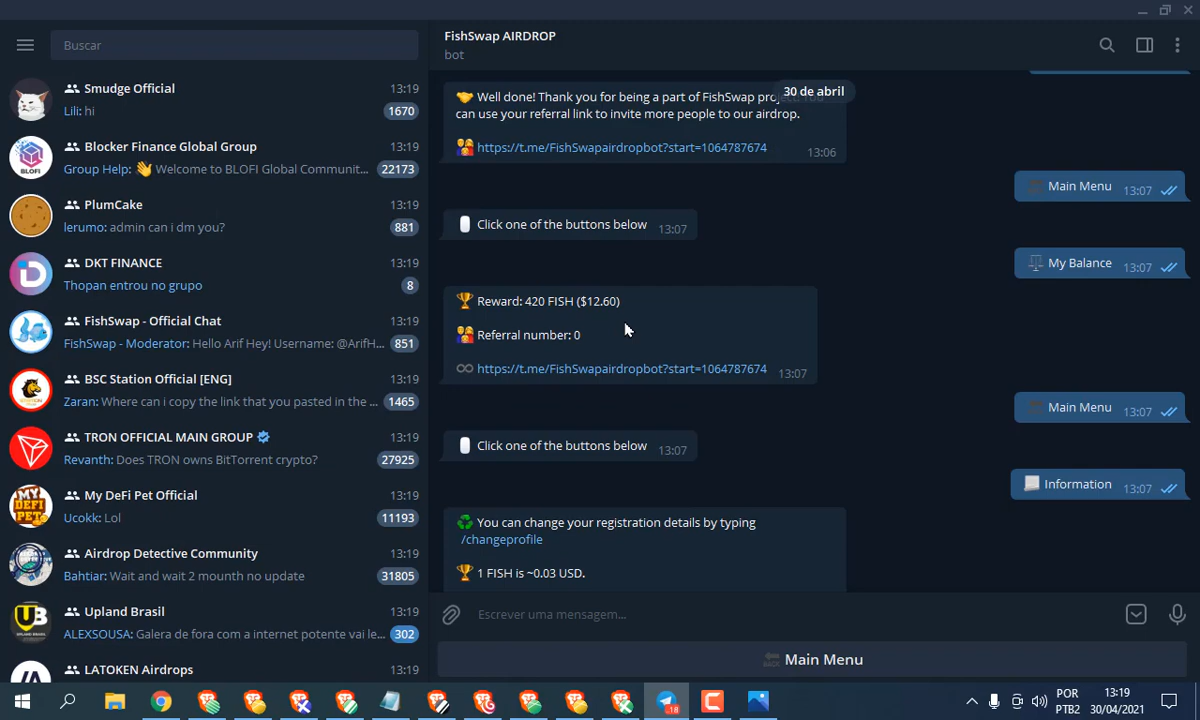 Buscar
Smudge Official 13:19
Lili: hi 1670
Blocker Finance Global Group 13:19
Group Help: 👋 Welcome to BLOFI Global Communit... 22173
BLOFI
PlumCake 13:19
lerumo: admin can i dm you? 881
DKT FINANCE 13:19
Thopan entrou no grupo 8
FishSwap - Official Chat 13:19
FishSwap - Moderator: Hello Arif Hey! Username: @ArifH... 851
BSC Station Official [ENG] 13:19
Zaran: Where can i copy the link that you pasted in the ... 1465
TRON OFFICIAL MAIN GROUP 13:19
Revanth: Does TRON owns BitTorrent crypto? 27925
My DeFi Pet Official 13:19
Ucokk: Lol 11193
MY DEFI PET
Airdrop Detective Community 13:19
Bahtiar: Wait and wait 2 mounth no update 31805
Upland Brasil 13:19
ALEXSOUSA: Galera de fora com a internet potente vai le... 302
LATOKEN Airdrops 13:19
FishSwap AIRDROP
bot
30 de abril
Well done! Thank you for being a part of FishSwap project. You
can use your referral link to invite more people to our airdrop.
https://t.me/FishSwapairdropbot?start=1064787674 13:06
Main Menu 13:07
Click one of the buttons below 13:07
My Balance 13:07
Reward: 420 FISH ($12.60)
Referral number: 0
https://t.me/FishSwapairdropbot?start=1064787674 13:07
Main Menu 13:07
Click one of the buttons below 13:07
Information 13:07
You can change your registration details by typing
/changeprofile
1 FISH is ~0.03 USD.
Escrever uma mensagem...
Main Menu
18
POR
PTB2
13:19
30/04/2021